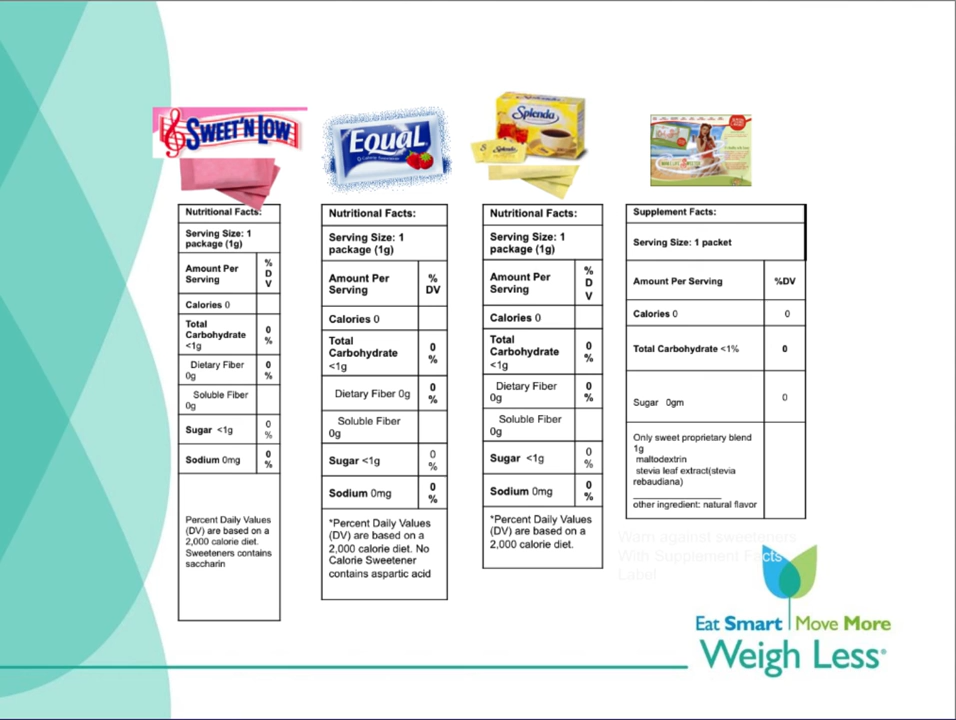 SWEET'N LOW
EQUAL
Splenda
Nutritional Facts:
Serving Size: 1
package (1g)
Amount Per
Serving
%
D
V
Calories 0
Total
Carbohydrate
<1g
0
%
Dietary Fiber
0g
0
%
Soluble Fiber
0g
Sugar <1g
0
%
Sodium 0mg
0
%
Percent Daily Values
(DV) are based on a
2,000 calorie diet.
Sweeteners contains
saccharin
Nutritional Facts:
Serving Size: 1
package (1g)
Amount Per
Serving
%
DV
Calories 0
Total
Carbohydrate
<1g
0
%
Dietary Fiber 0g
0
%
Soluble Fiber
0g
Sugar <1g
0
%
Sodium 0mg
0
%
*Percent Daily Values
(DV) are based on a
2,000 calorie diet. No
Calorie Sweetener
contains aspartic acid
Nutritional Facts:
Serving Size: 1
package (1g)
Amount Per
Serving
%
D
V
Calories 0
Total
Carbohydrate
<1g
0
%
Dietary Fiber
0g
0
%
Soluble Fiber
0g
Sugar <1g
0
%
Sodium 0mg
0
%
*Percent Daily Values
(DV) are based on a
2,000 calorie diet.
Supplement Facts:
Serving Size: 1 packet
Amount Per Serving
%DV
Calories 0
0
Total Carbohydrate <1%
0
Sugar 0gm
0
Only sweet proprietary blend
1g
maltodextrin
stevia leaf extract(stevia
rebaudiana)
other ingredient: natural flavor
Warn against sweeteners
With Supplement Facts
Label
Eat Smart Move More
Weigh Less®